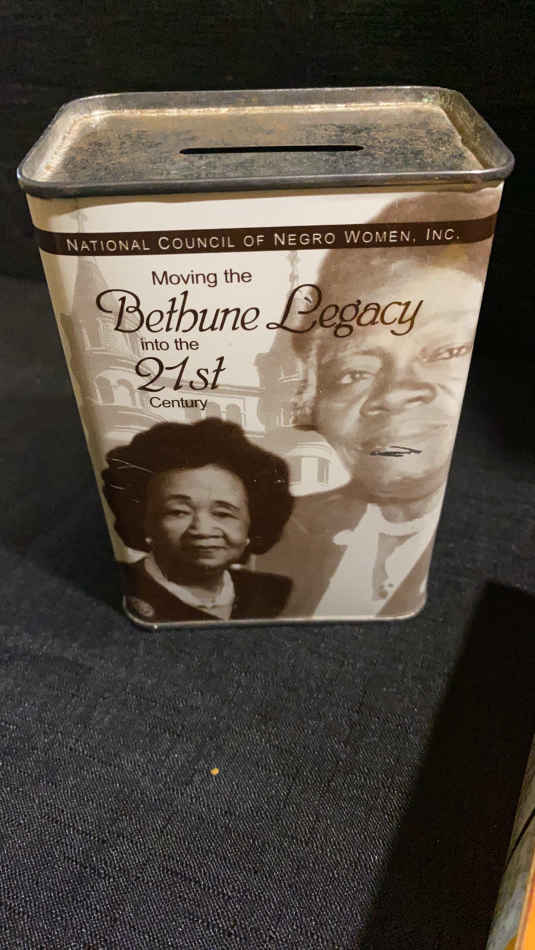 NATIONAL COUNCIL OF NEGRO WOMEN, INC.
Moving the
Bethune Legacy
into the
21st
Century